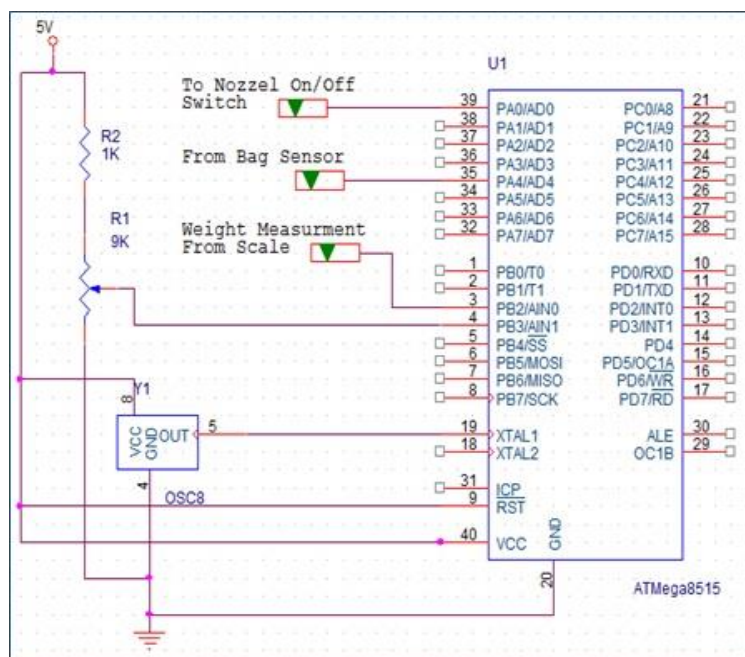 5V
U1
To Nozzel On/Off
Switch
R2
1K
From Bag Sensor
R1
9K
Weight Measurment
From Scale
39 PA0/AD0
38 PA1/AD1
37 PA2/AD2
36 PA3/AD3
35 PA4/AD4
34 PA5/AD5
33 PA6/AD6
32 PA7/AD7
1 PB0/T0
2 PB1/T1
3 PB2/AIN0
4 PB3/AIN1
5 PB4/SS
6 PB5/MOSI
7 PB6/MISO
8 PB7/SCK
19 XTAL1
18 XTAL2
31 ICP
9 RST
40 VCC
GND
20
PC0/A8 21
PC1/A9 22
PC2/A10 23
PC3/A11 24
PC4/A12 25
PC5/A13 26
PC6/A14 27
PC7/A15 28
PD0/RXD 10
PD1/TXD 11
PD2/INT0 12
PD3/INT1 13
PD4 14
PD5/OC1A 15
PD6/WR 16
PD7/RD 17
ALE 30
OC1B 29
Y1
8
VCC
GND
OUT 5
4
OSC8
ATMega8515